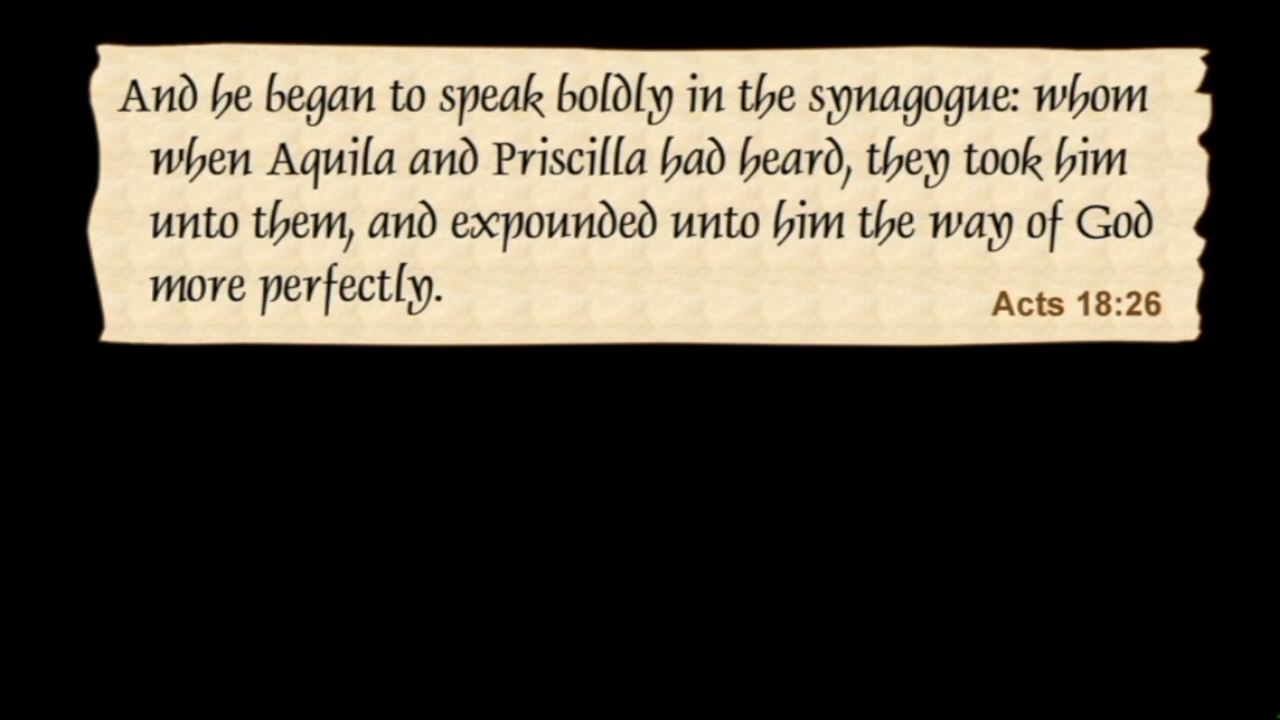 And he began to speak boldly in the synagogue: whom
when Aquila and Priscilla had heard, they took him
unto them, and expounded unto him the way of God
more perfectly.
Acts 18:26